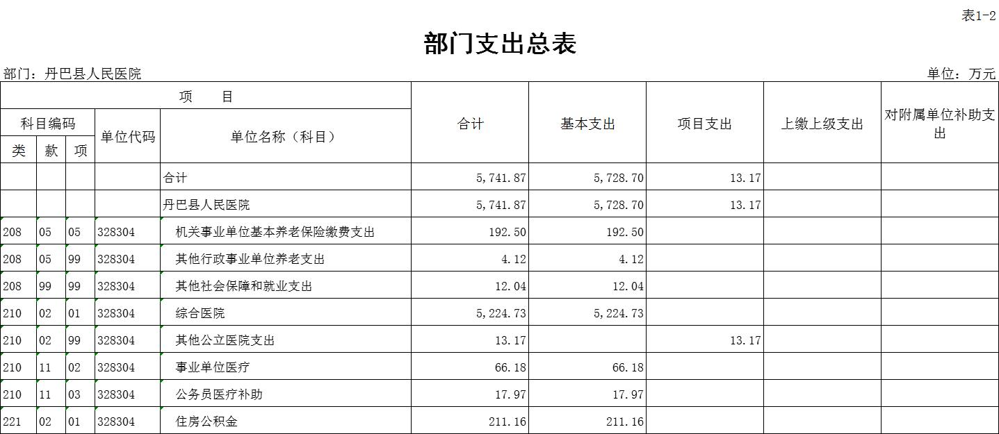 表1-2
部门支出总表
部门：丹巴县人民医院 单位：万元
项 目 合计 基本支出 项目支出 上缴上级支出 对附属单位补助支出
科目编码 单位代码 单位名称（科目）
类 款 项
合计 5,741.87 5,728.70 13.17
丹巴县人民医院 5,741.87 5,728.70 13.17
208 05 05 328304 机关事业单位基本养老保险缴费支出 192.50 192.50
208 05 99 328304 其他行政事业单位养老支出 4.12 4.12
208 99 99 328304 其他社会保障和就业支出 12.04 12.04
210 02 01 328304 综合医院 5,224.73 5,224.73
210 02 99 328304 其他公立医院支出 13.17 13.17
210 11 02 328304 事业单位医疗 66.18 66.18
210 11 03 328304 公务员医疗补助 17.97 17.97
221 02 01 328304 住房公积金 211.16 211.16